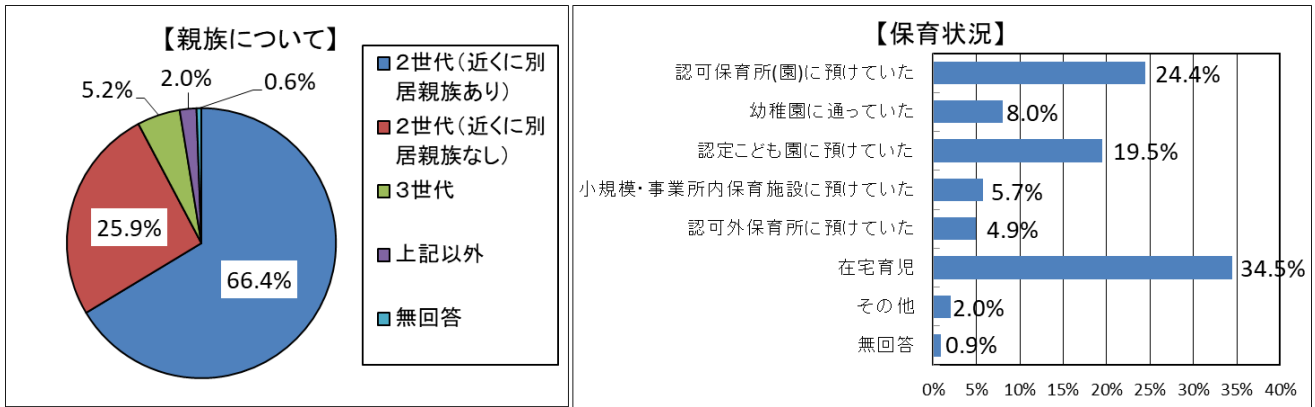 【親族について】
5.2%
2.0%
0.6%
25.9%
66.4%
2世代(近くに別
居親族あり)
2世代(近くに別
居親族なし)
3世代
上記以外
無回答
【保育状況】
認可保育所(園)に預けていた
24.4%
幼稚園に通っていた
8.0%
認定こども園に預けていた
19.5%
小規模・事業所内保育施設に預けていた
5.7%
認可外保育所に預けていた
4.9%
在宅育児
34.5%
その他
2.0%
無回答
0.9%
0% 5% 10% 15% 20% 25% 30% 35% 40%